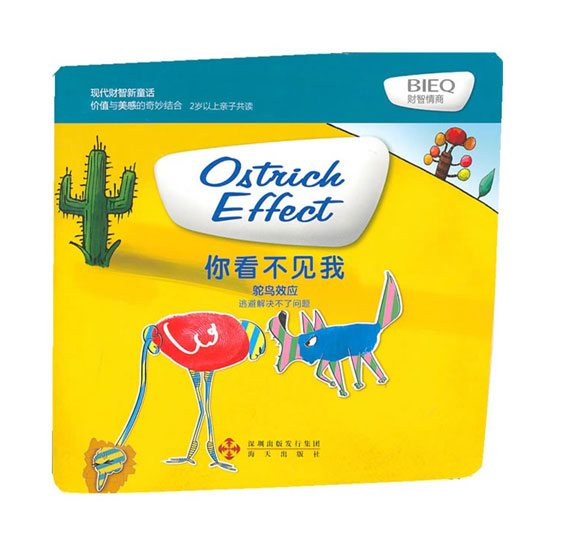 现代财智新童话
价值与美感的奇妙结合 2岁以上亲子共读
BIEQ
财智情商
Ostrich
Effect
你看不见我
鸵鸟效应
逃避解决不了问题
深圳出版发行集团
海天出版社